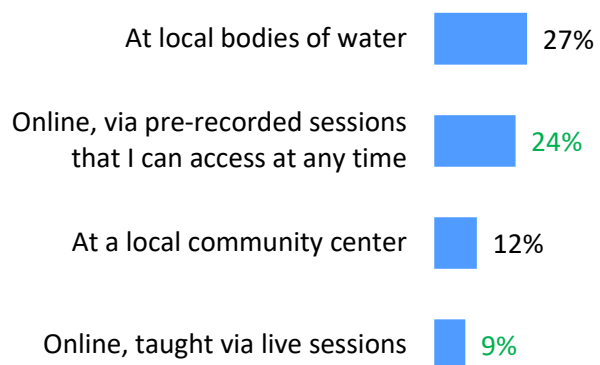 At local bodies of water 27%
Online, via pre-recorded sessions
that I can access at any time 24%
At a local community center 12%
Online, taught via live sessions 9%